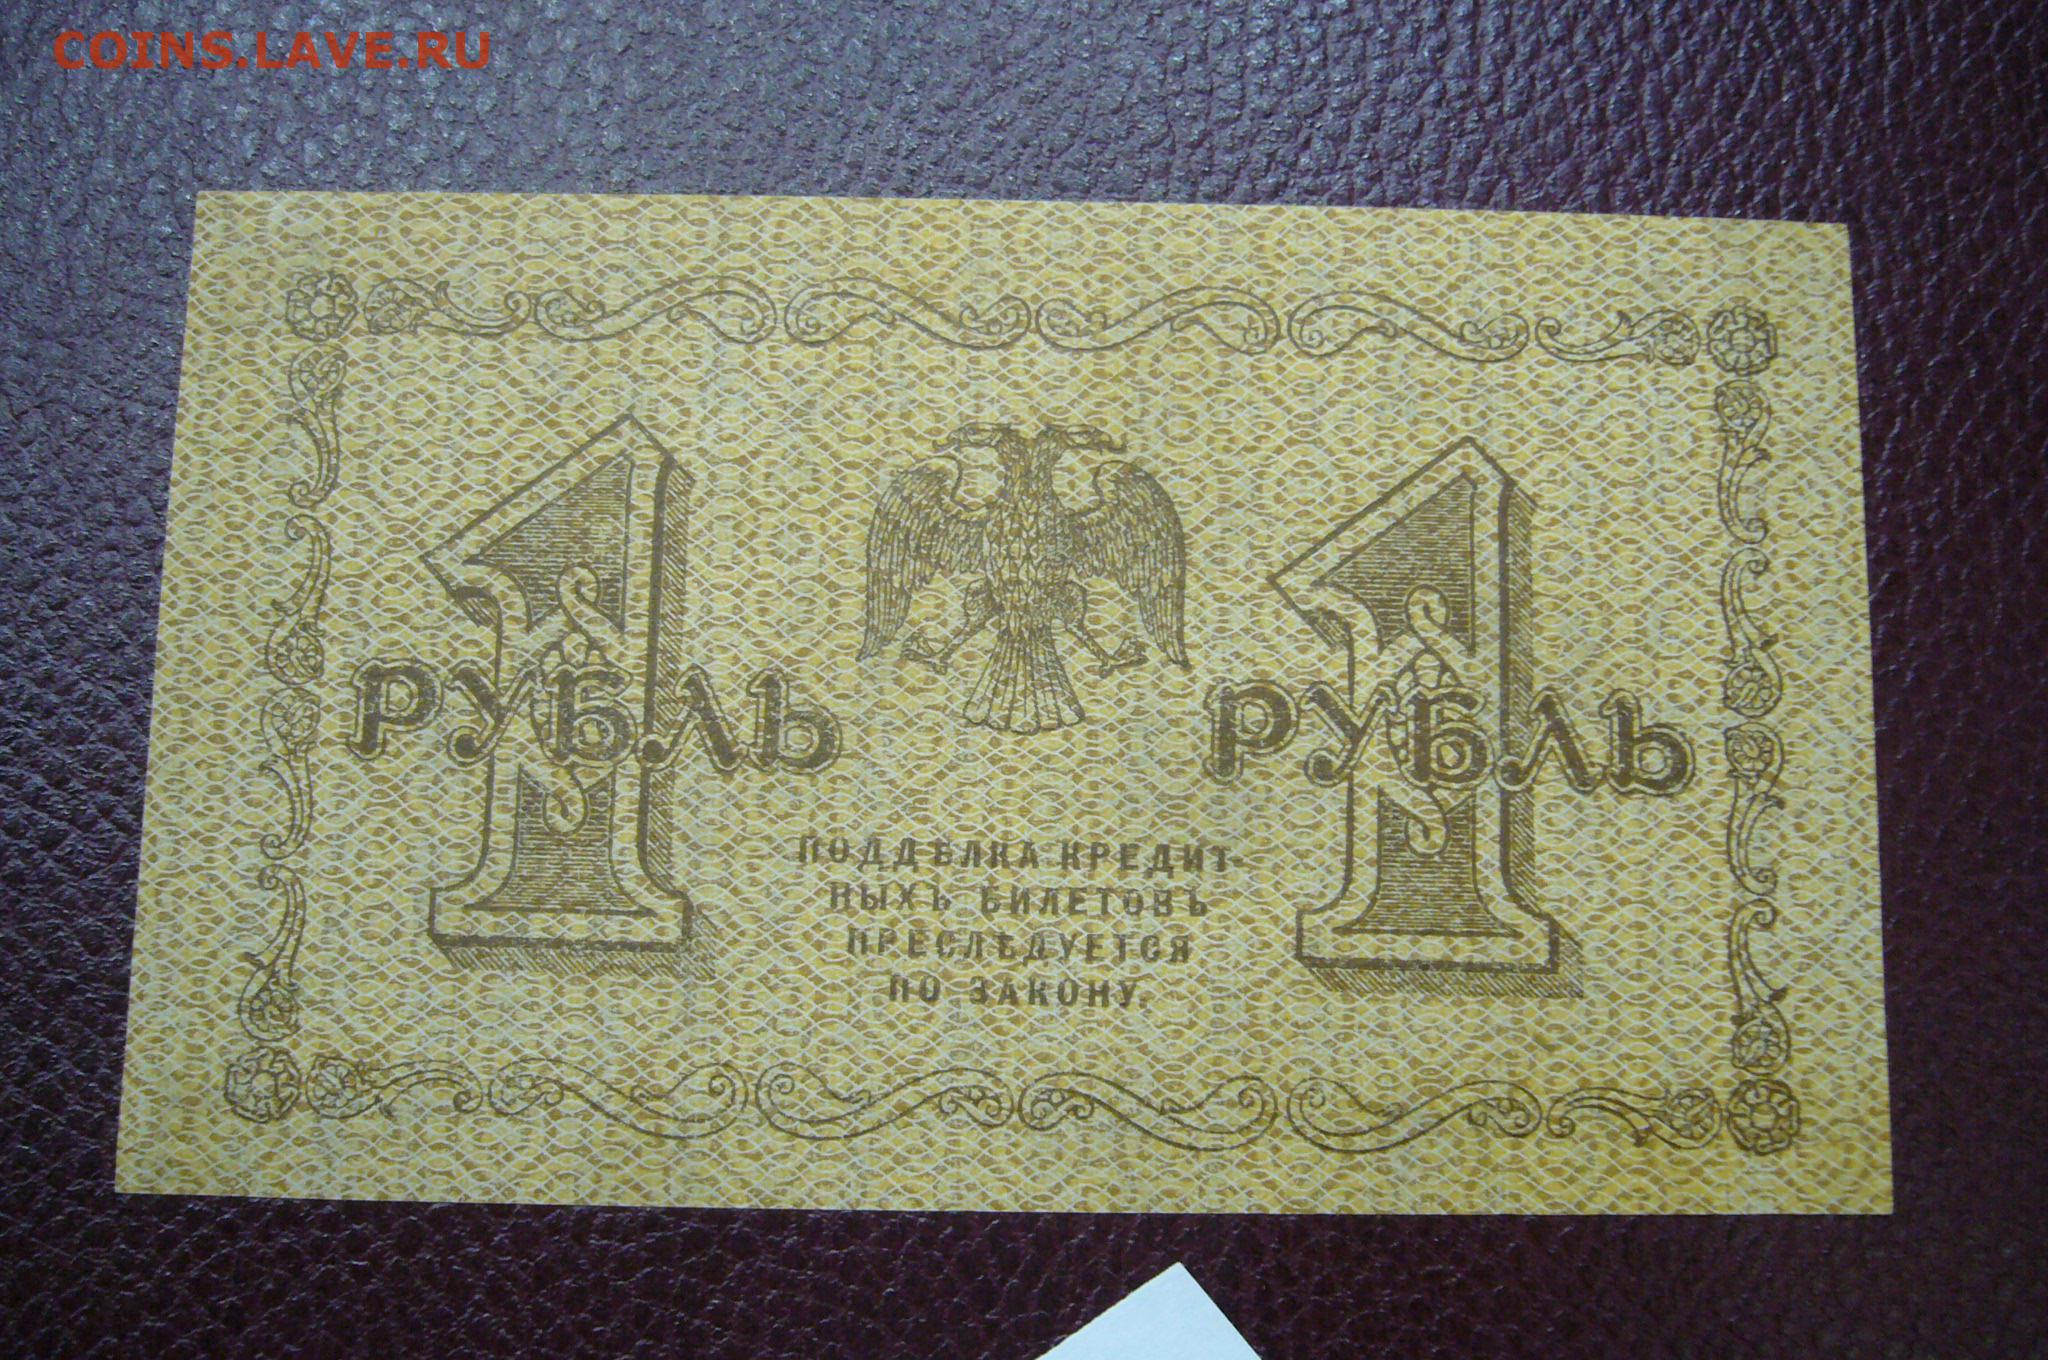 COINS.LAVE.RU
1 1
РУБЛЬ РУБЛЬ
ПОДДѢЛКА КРЕДИТ-
НЫХЪ БИЛЕТОВЪ
ПРЕСЛѢДУЕТСЯ
ПО ЗАКОНУ.